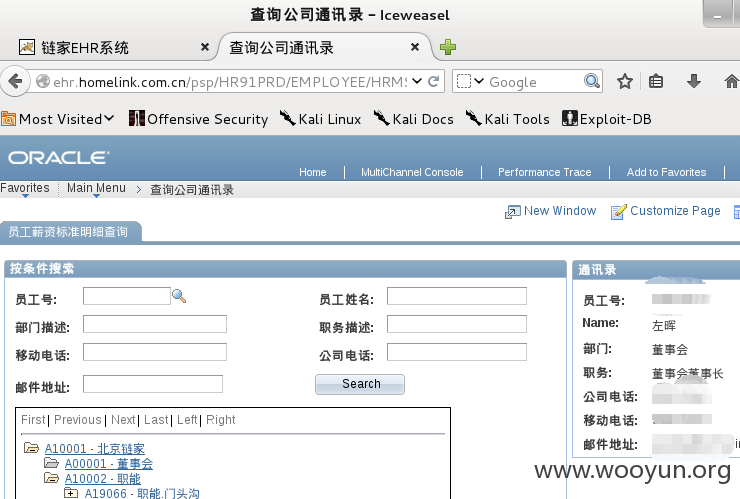 查询公司通讯录 - Iceweasel
链家EHR系统 × 查询公司通讯录 ×
ehr.homelink.com.cn/psp/HR91PRD/EMPLOYEE/HRMS Google
Most Visited Offensive Security Kali Linux Kali Docs Kali Tools Exploit-DB
ORACLE
Home MultiChannel Console Performance Trace Add to Favorites
Favorites Main Menu > 查询公司通讯录
New Window Customize Page
员工薪资标准明细查询
按条件搜索
员工号: 员工姓名:
部门描述: 职务描述:
移动电话: 公司电话:
邮件地址: Search
First | Previous | Next | Last | Left | Right
A10001 - 北京链家
A00001 - 董事会
A10002 - 职能
A19066 - 职能.门头沟
通讯录
员工号:
Name: 左晖
部门: 董事会
职务: 董事会董事长
公司电话:
移动电话:
邮件地址:
www.wooyun.org